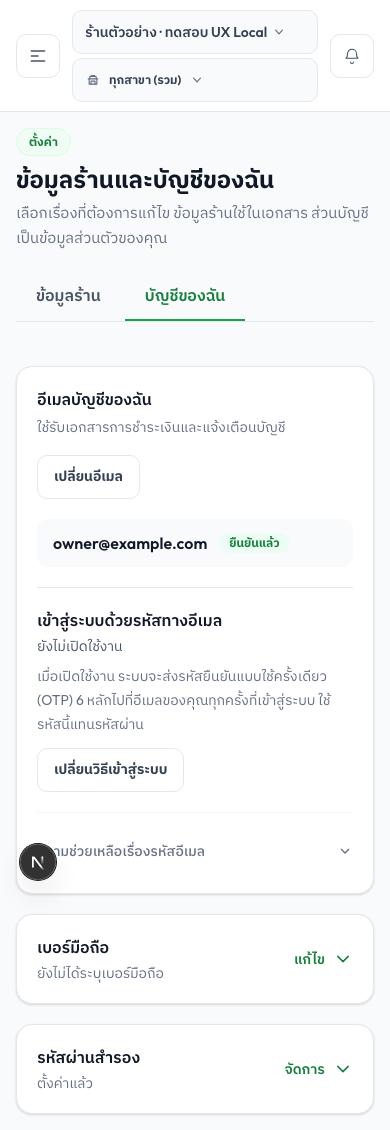 ร้านตัวอย่าง · ทดสอบ UX Local
ทุกสาขา (รวม)
ตั้งค่า
ข้อมูลร้านและบัญชีของฉัน
เลือกเรื่องที่ต้องการแก้ไข ข้อมูลร้านใช้ในเอกสาร ส่วนบัญชี
เป็นข้อมูลส่วนตัวของคุณ
ข้อมูลร้าน
บัญชีของฉัน
อีเมลบัญชีของฉัน
ใช้รับเอกสารการชำระเงินและแจ้งเตือนบัญชี
เปลี่ยนอีเมล
owner@example.com ยืนยันแล้ว
เข้าสู่ระบบด้วยรหัสทางอีเมล
ยังไม่เปิดใช้งาน
เมื่อเปิดใช้งาน ระบบจะส่งรหัสยืนยันแบบใช้ครั้งเดียว
(OTP) 6 หลักไปที่อีเมลของคุณทุกครั้งที่เข้าสู่ระบบ ใช้
รหัสนี้แทนรหัสผ่าน
เปลี่ยนวิธีเข้าสู่ระบบ
N
ามช่วยเหลือเรื่องรหัสอีเมล
เบอร์มือถือ
ยังไม่ได้ระบุเบอร์มือถือ
แก้ไข
รหัสผ่านสำรอง
ตั้งค่าแล้ว
จัดการ